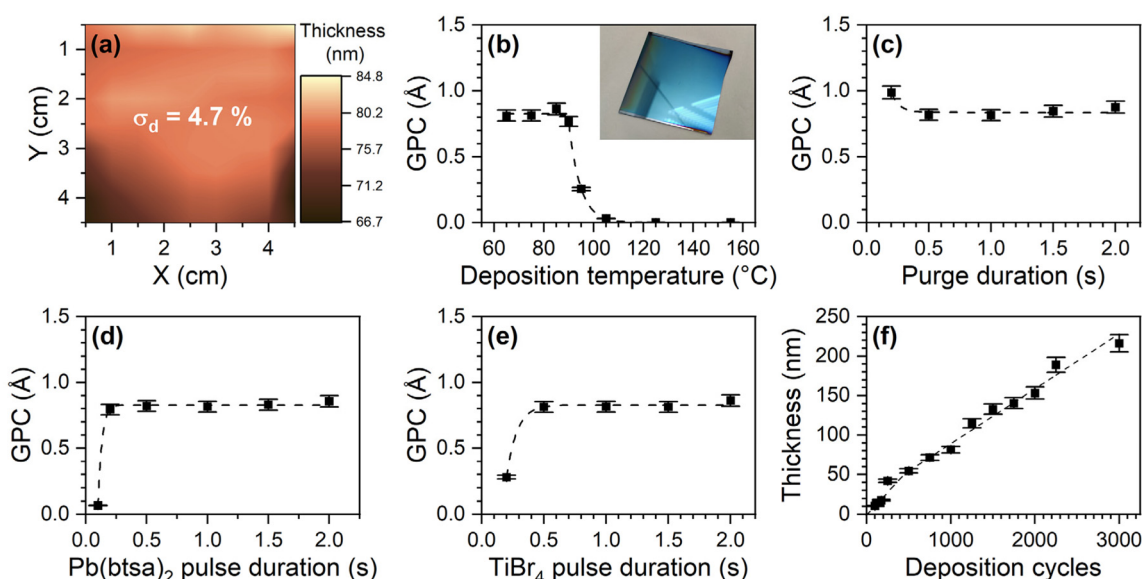 (a)
Thickness
(nm)
84.8
80.2
75.7
71.2
66.7
σd = 4.7 %
1
2
3
4
Y (cm)
1 2 3 4
X (cm)
(b)
1.5
1.0
0.5
0.0
GPC (Å)
60 80 100 120 140 160
Deposition temperature (°C)
(c)
1.5
1.0
0.5
0.0
GPC (Å)
0.0 0.5 1.0 1.5 2.0
Purge duration (s)
(d)
1.5
1.0
0.5
0.0
GPC (Å)
0.0 0.5 1.0 1.5 2.0
Pb(btsa)2 pulse duration (s)
(e)
1.5
1.0
0.5
0.0
GPC (Å)
0.0 0.5 1.0 1.5 2.0
TiBr4 pulse duration (s)
(f)
250
200
150
100
50
0
Thickness (nm)
0 1000 2000 3000
Deposition cycles